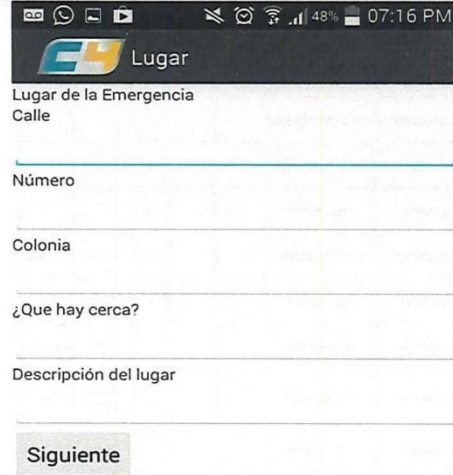 48% 07:16 PM
C4 Lugar
Lugar de la Emergencia
Calle
Número
Colonia
¿Que hay cerca?
Descripción del lugar
Siguiente